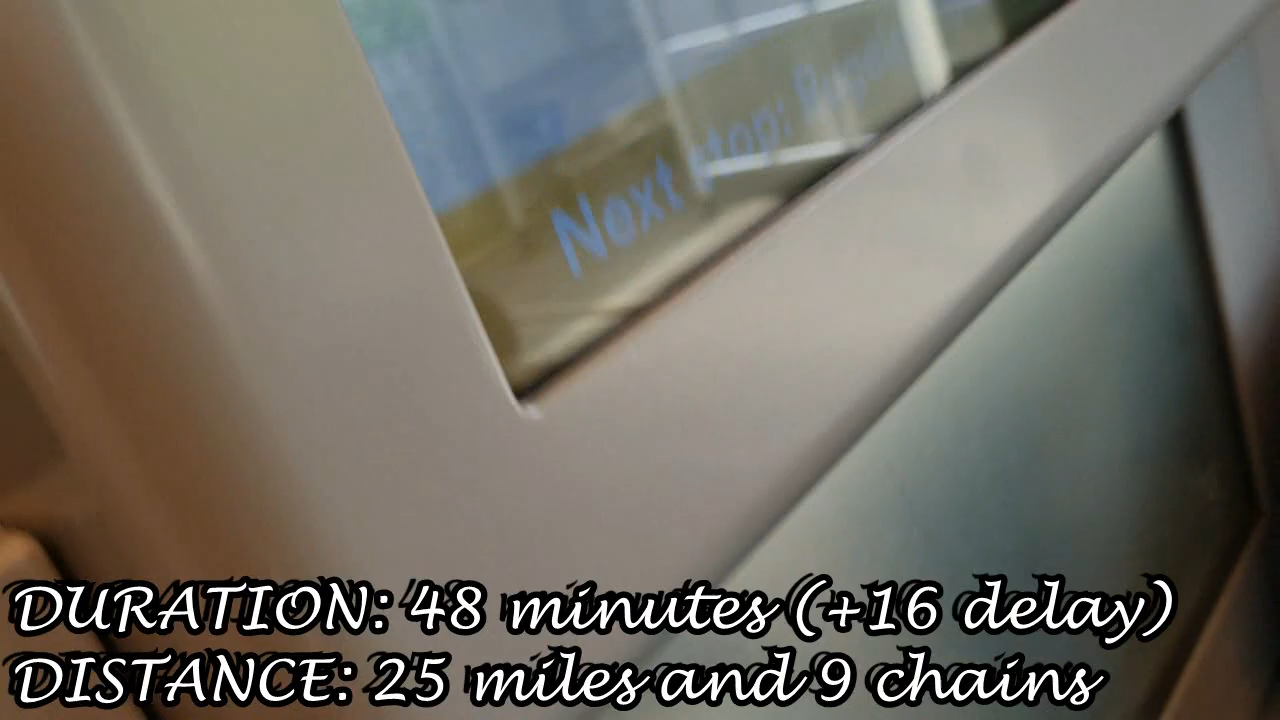 Next stop:
DURATION: 48 minutes (+16 delay)
DISTANCE: 25 miles and 9 chains